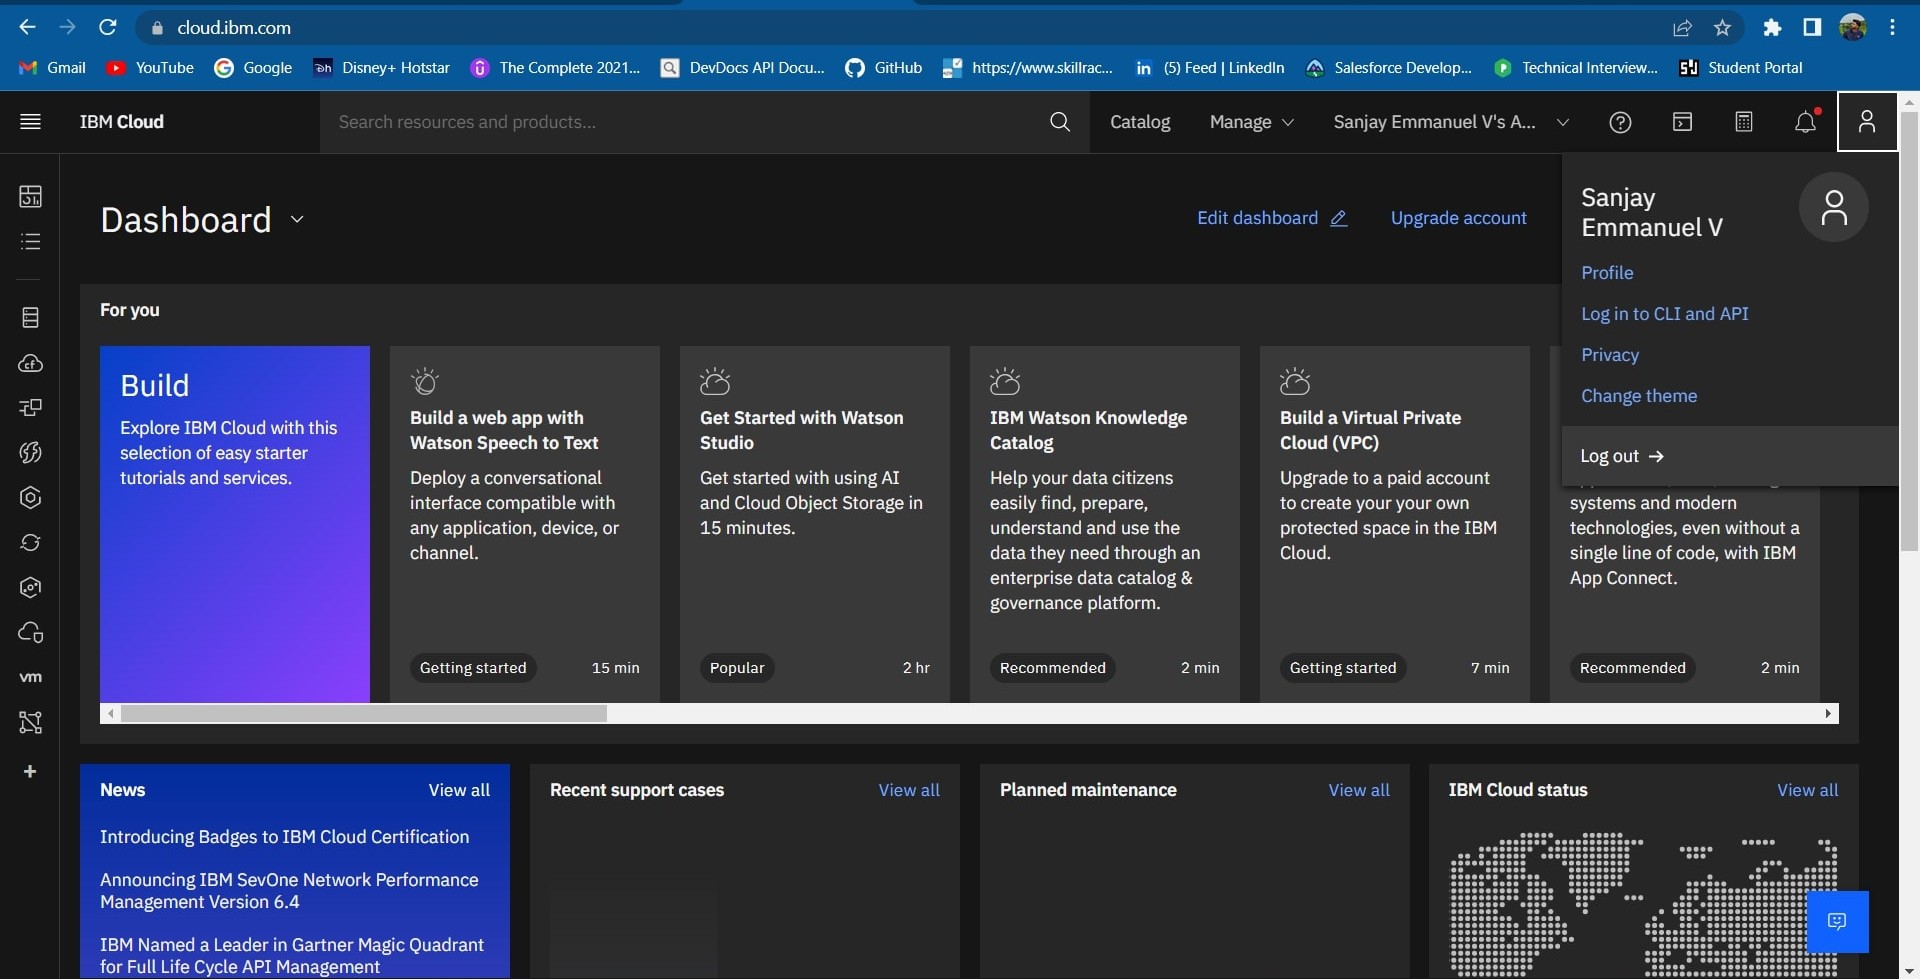 cloud.ibm.com
Gmail
YouTube
Google
Disney+ Hotstar
The Complete 2021...
DevDocs API Docu...
GitHub
https://www.skillrac...
(5) Feed | LinkedIn
Salesforce Develop...
Technical Interview...
Student Portal
IBM Cloud
Search resources and products...
Catalog
Manage
Sanjay Emmanuel V's A...
Dashboard
Edit dashboard
Upgrade account
Sanjay
Emmanuel V
Profile
Log in to CLI and API
Privacy
Change theme
Log out →
For you
Build
Explore IBM Cloud with this
selection of easy starter
tutorials and services.
Build a web app with
Watson Speech to Text
Deploy a conversational
interface compatible with
any application, device, or
channel.
Getting started
15 min
Get Started with Watson
Studio
Get started with using AI
and Cloud Object Storage in
15 minutes.
Popular
2 hr
IBM Watson Knowledge
Catalog
Help your data citizens
easily find, prepare,
understand and use the
data they need through an
enterprise data catalog &
governance platform.
Recommended
2 min
Build a Virtual Private
Cloud (VPC)
Upgrade to a paid account
to create your your own
protected space in the IBM
Cloud.
Getting started
7 min
systems and modern
technologies, even without a
single line of code, with IBM
App Connect.
Recommended
2 min
vm
News
View all
Introducing Badges to IBM Cloud Certification
Announcing IBM SevOne Network Performance
Management Version 6.4
IBM Named a Leader in Gartner Magic Quadrant
for Full Life Cycle API Management
Recent support cases
View all
Planned maintenance
View all
IBM Cloud status
View all